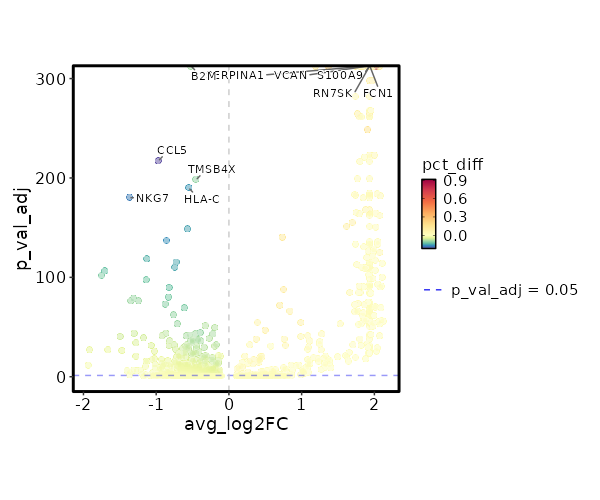 300
B2M SERPINA1 VCAN S100A9
RN7SK FCN1
CCL5
200
TMSB4X
NKG7
HLA-C
100
0
-2 -1 0 1 2
avg_log2FC
p_val_adj
pct_diff
0.9
0.6
0.3
0.0
p_val_adj = 0.05